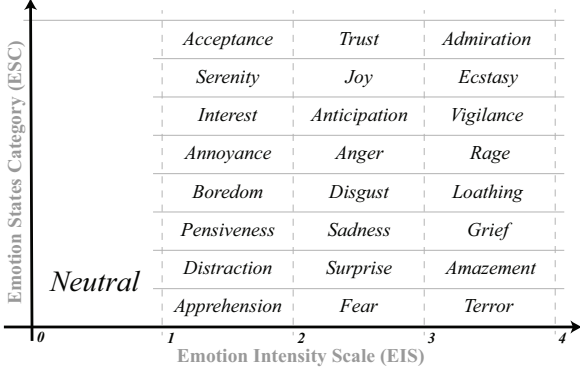 Emotion States Category (ESC)
Acceptance Trust Admiration
Serenity Joy Ecstasy
Interest Anticipation Vigilance
Annoyance Anger Rage
Boredom Disgust Loathing
Pensiveness Sadness Grief
Neutral
Distraction Surprise Amazement
Apprehension Fear Terror
0 1 2 3 4
Emotion Intensity Scale (EIS)